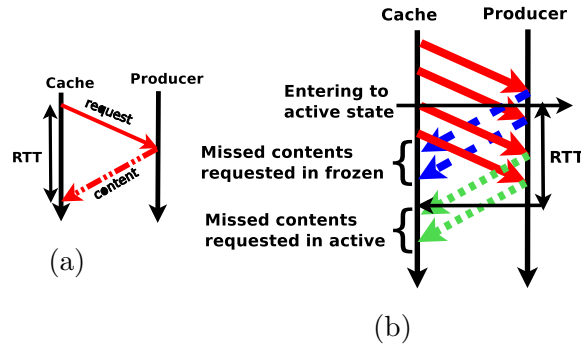 Cache
Producer
request
RTT
content
(a)
Cache
Producer
Entering to
active state
Missed contents
requested in frozen
RTT
Missed contents
requested in active
(b)